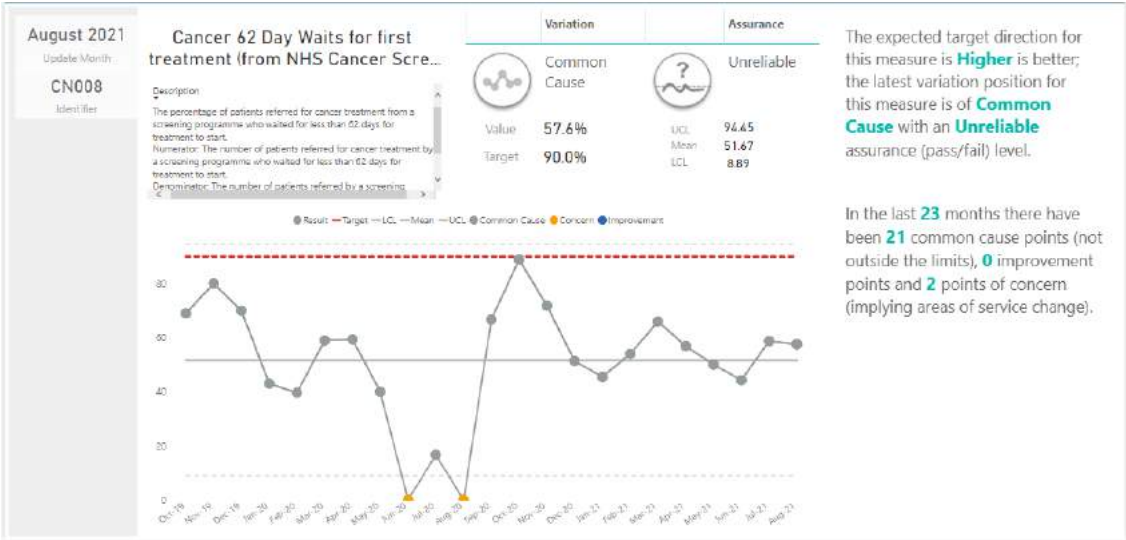 August 2021
Update Month
CN008
Identifier
Cancer 62 Day Waits for first
treatment (from NHS Cancer Scre...
Description
The percentage of patients referred for cancer treatment from a
screening programme who waited for less than 62 days for
treatment to start.
Numerator: The number of patients referred for cancer treatment by
a screening programme who waited for less than 62 days for
treatment to start.
Denominator: The number of patients referred by a screening
Variation
Assurance
Common
Cause
Unreliable
?
Value 57.6%
Target 90.0%
UCL 94.45
Mean 51.67
LCL 8.89
The expected target direction for
this measure is Higher is better;
the latest variation position for
this measure is of Common
Cause with an Unreliable
assurance (pass/fail) level.
In the last 23 months there have
been 21 common cause points (not
outside the limits), 0 improvement
points and 2 points of concern
(implying areas of service change).
Result Target LCL Mean UCL Common Cause Concern Improvement
80
60
40
20
0
Oct-19 Nov-19 Dec-19 Jan-20 Feb-20 Mar-20 Apr-20 May-20 Jun-20 Jul-20 Aug-20 Sep-20 Oct-20 Nov-20 Dec-20 Jan-21 Feb-21 Mar-21 Apr-21 May-21 Jun-21 Jul-21 Aug-21